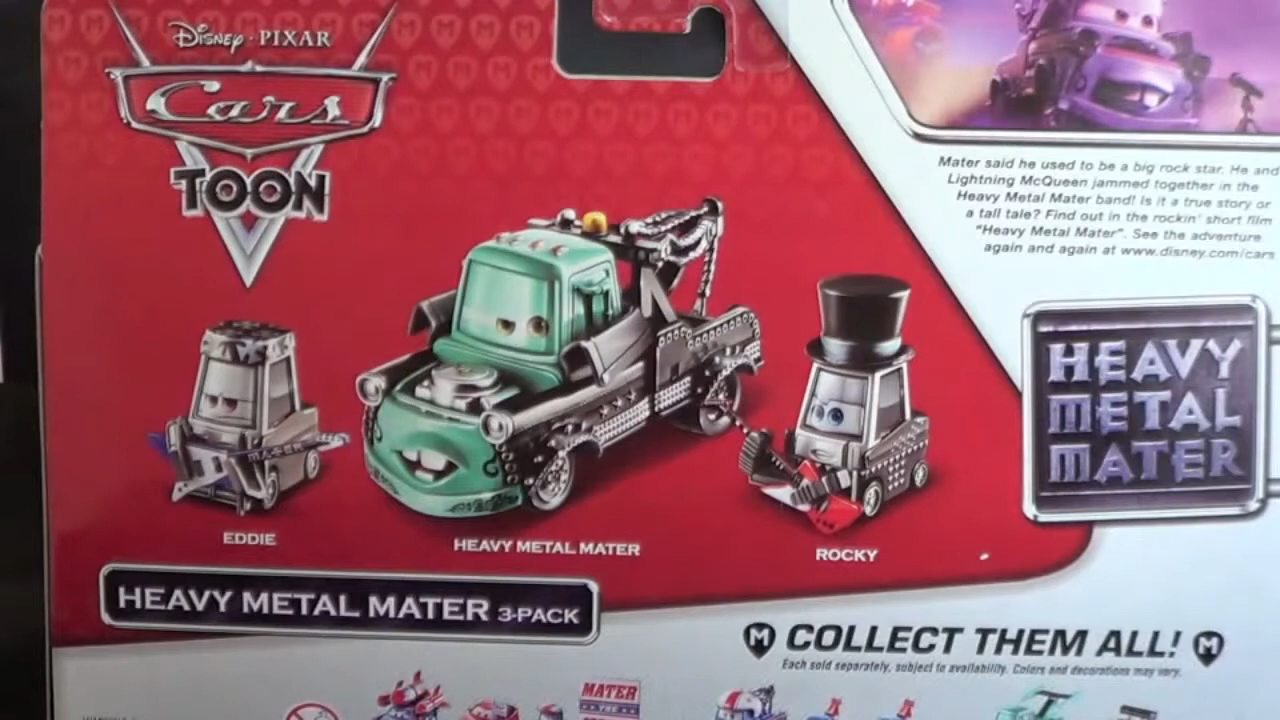 Disney · PIXAR
Cars
TOON
Mater said he used to be a big rock star. He and
Lightning McQueen jammed together in the
Heavy Metal Mater band! Is it a true story or
a tall tale? Find out in the rockin' short film
"Heavy Metal Mater". See the adventure
again and again at www.disney.com/cars
HEAVY
METAL
MATER
MATER
EDDIE
HEAVY METAL MATER
ROCKY
HEAVY METAL MATER 3-PACK
M COLLECT THEM ALL! M
Each sold separately, subject to availability. Colors and decorations may vary.
MATER
THE